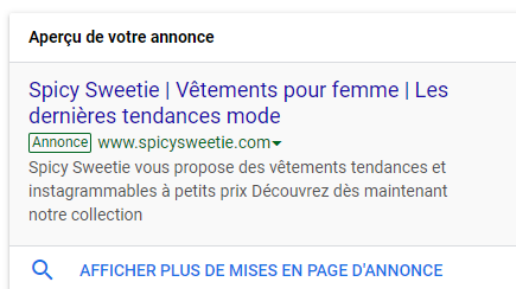 Aperçu de votre annonce
Spicy Sweetie | Vêtements pour femme | Les
dernières tendances mode
Annonce www.spicysweetie.com
Spicy Sweetie vous propose des vêtements tendances et
instagrammables à petits prix Découvrez dès maintenant
notre collection
AFFICHER PLUS DE MISES EN PAGE D'ANNONCE